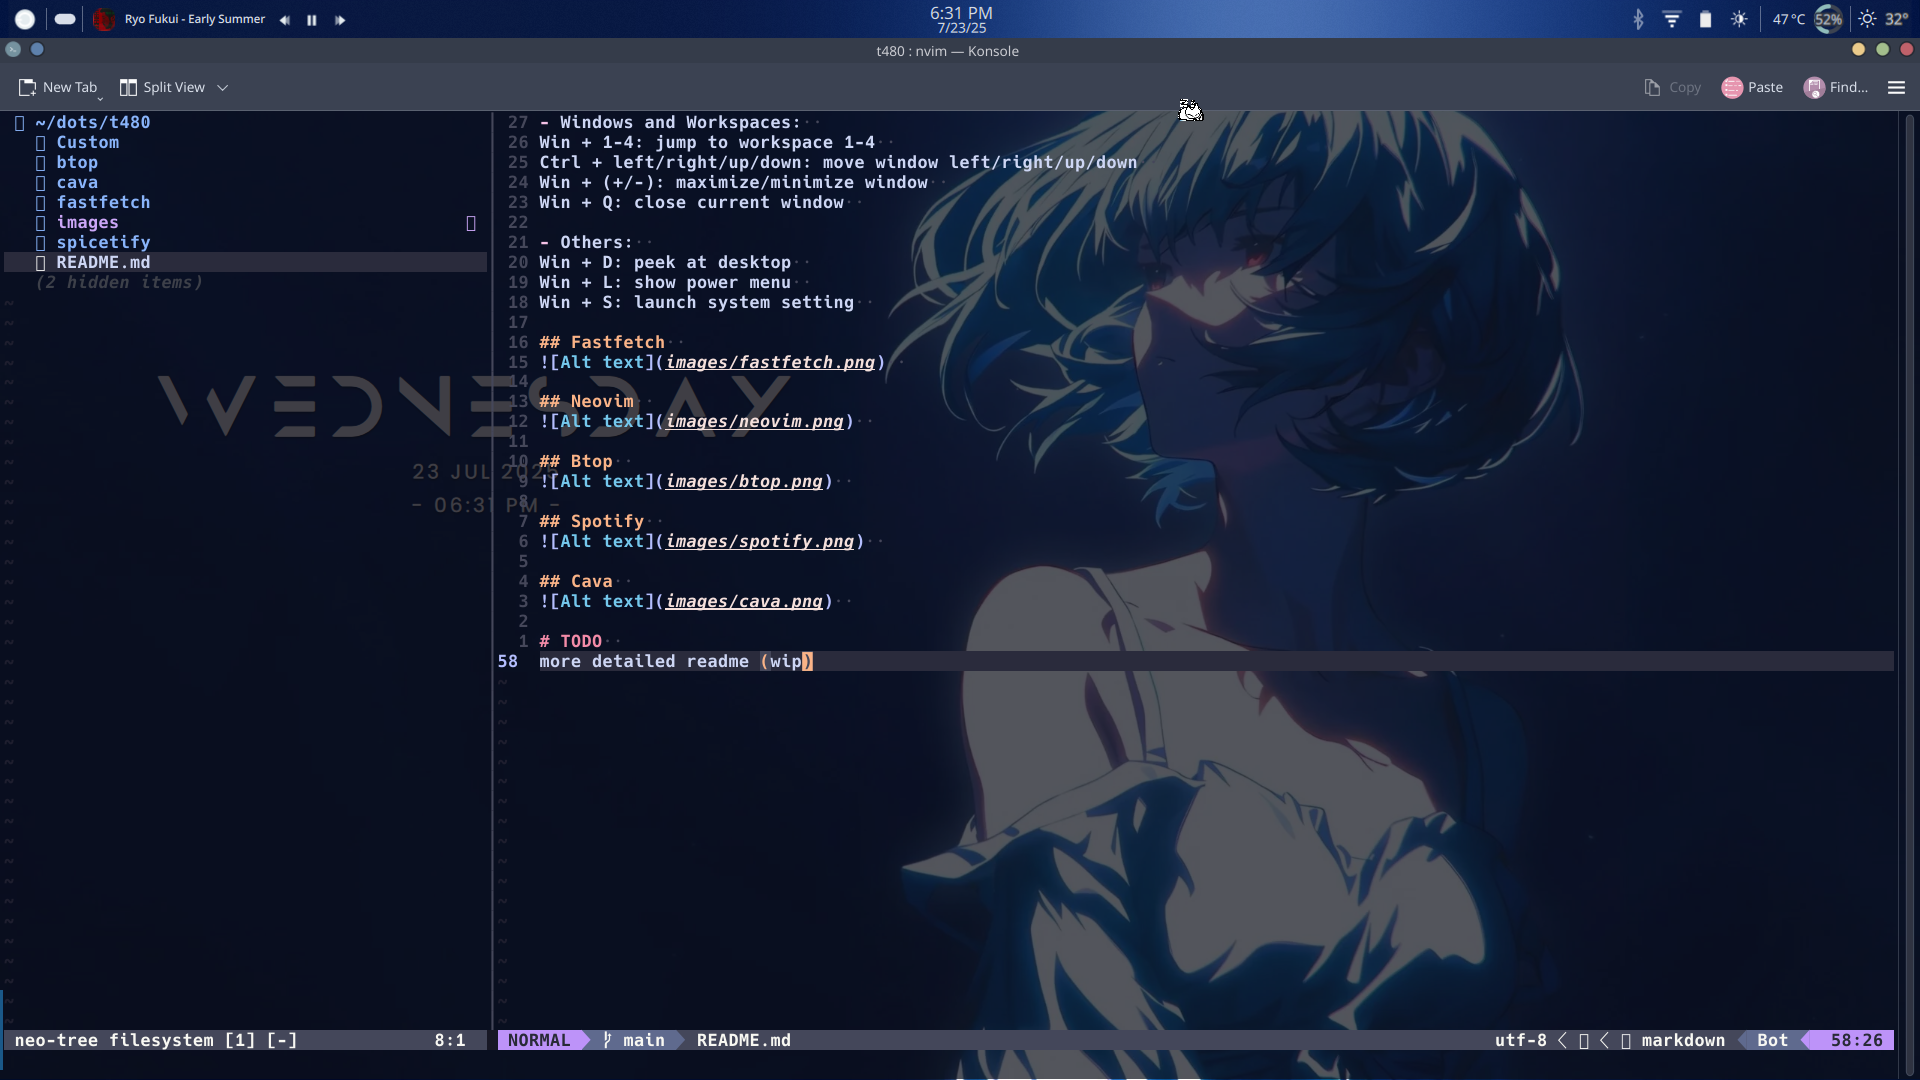 Ryo Fukui - Early Summer
6:31 PM
7/23/25
47 °C
52%
32°
t480 : nvim — Konsole
New Tab
Split View
Copy
Paste
Find...
~/dots/t480
Custom
btop
cava
fastfetch
images
spicetify
README.md
(2 hidden items)
WEDNESDAY
23 JUL 2025
- 06:31 PM -
27 - Windows and Workspaces:
26 Win + 1-4: jump to workspace 1-4
25 Ctrl + left/right/up/down: move window left/right/up/down
24 Win + (+/-): maximize/minimize window
23 Win + Q: close current window
22
21 - Others:
20 Win + D: peek at desktop
19 Win + L: show power menu
18 Win + S: launch system setting
17
16 ## Fastfetch
15 ![Alt text](images/fastfetch.png)
14
13 ## Neovim
12 ![Alt text](images/neovim.png)
11
10 ## Btop
9 ![Alt text](images/btop.png)
8
7 ## Spotify
6 ![Alt text](images/spotify.png)
5
4 ## Cava
3 ![Alt text](images/cava.png)
2
1 # TODO
58 more detailed readme (wip)
neo-tree filesystem [1] [-] 8:1
NORMAL main README.md
utf-8 markdown Bot 58:26